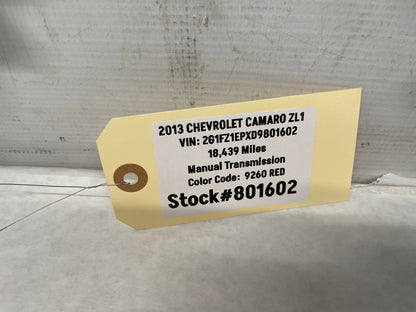 2013 CHEVROLET CAMARO ZL1
VIN: 2G1FZ1EPXD9801602
18,439 Miles
Manual Transmission
Color Code: 9260 RED
Stock#801602